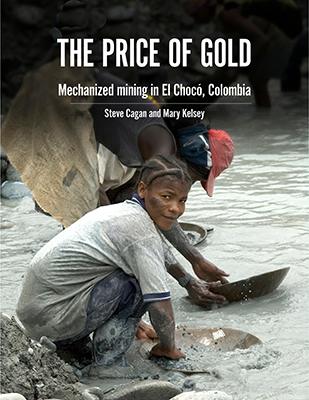 THE PRICE OF GOLD
Mechanized mining in El Chocó, Colombia
Steve Cagan and Mary Kelsey